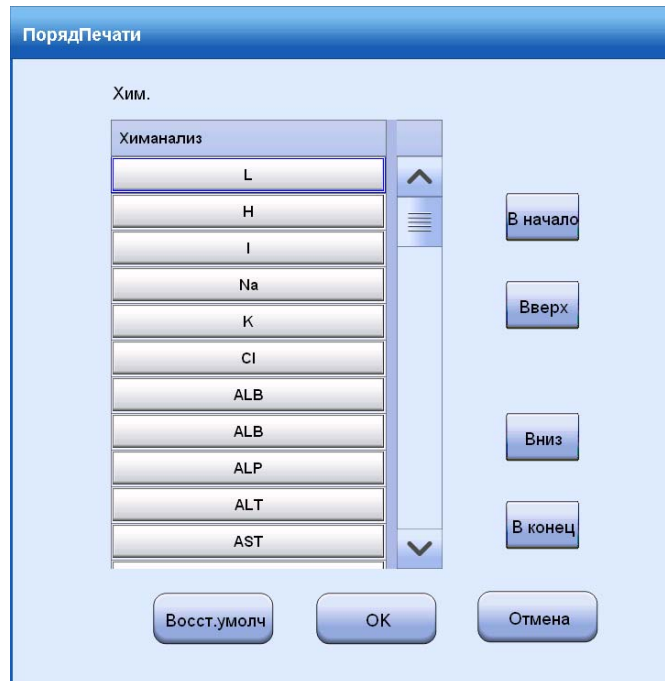 ПорядПечати
Хим.
Химанализ
L
H
I
Na
K
Cl
ALB
ALB
ALP
ALT
AST
В начало
Вверх
Вниз
В конец
Восст.умолч
OK
Отмена